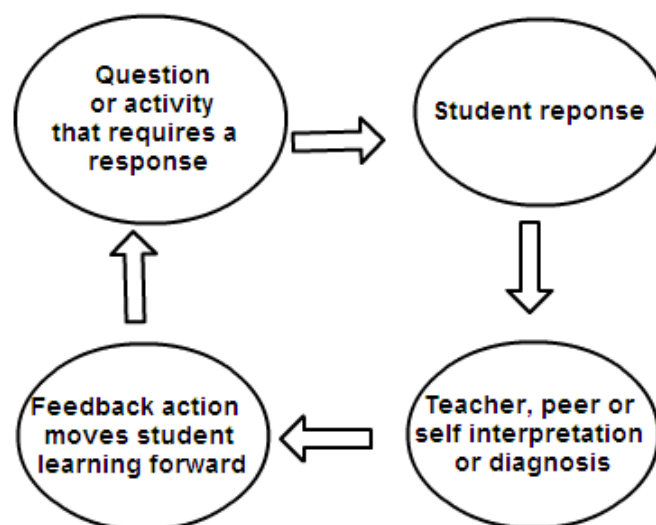 Question
or activity
that requires a
response
Student reponse
Teacher, peer or
self interpretation
or diagnosis
Feedback action
moves student
learning forward